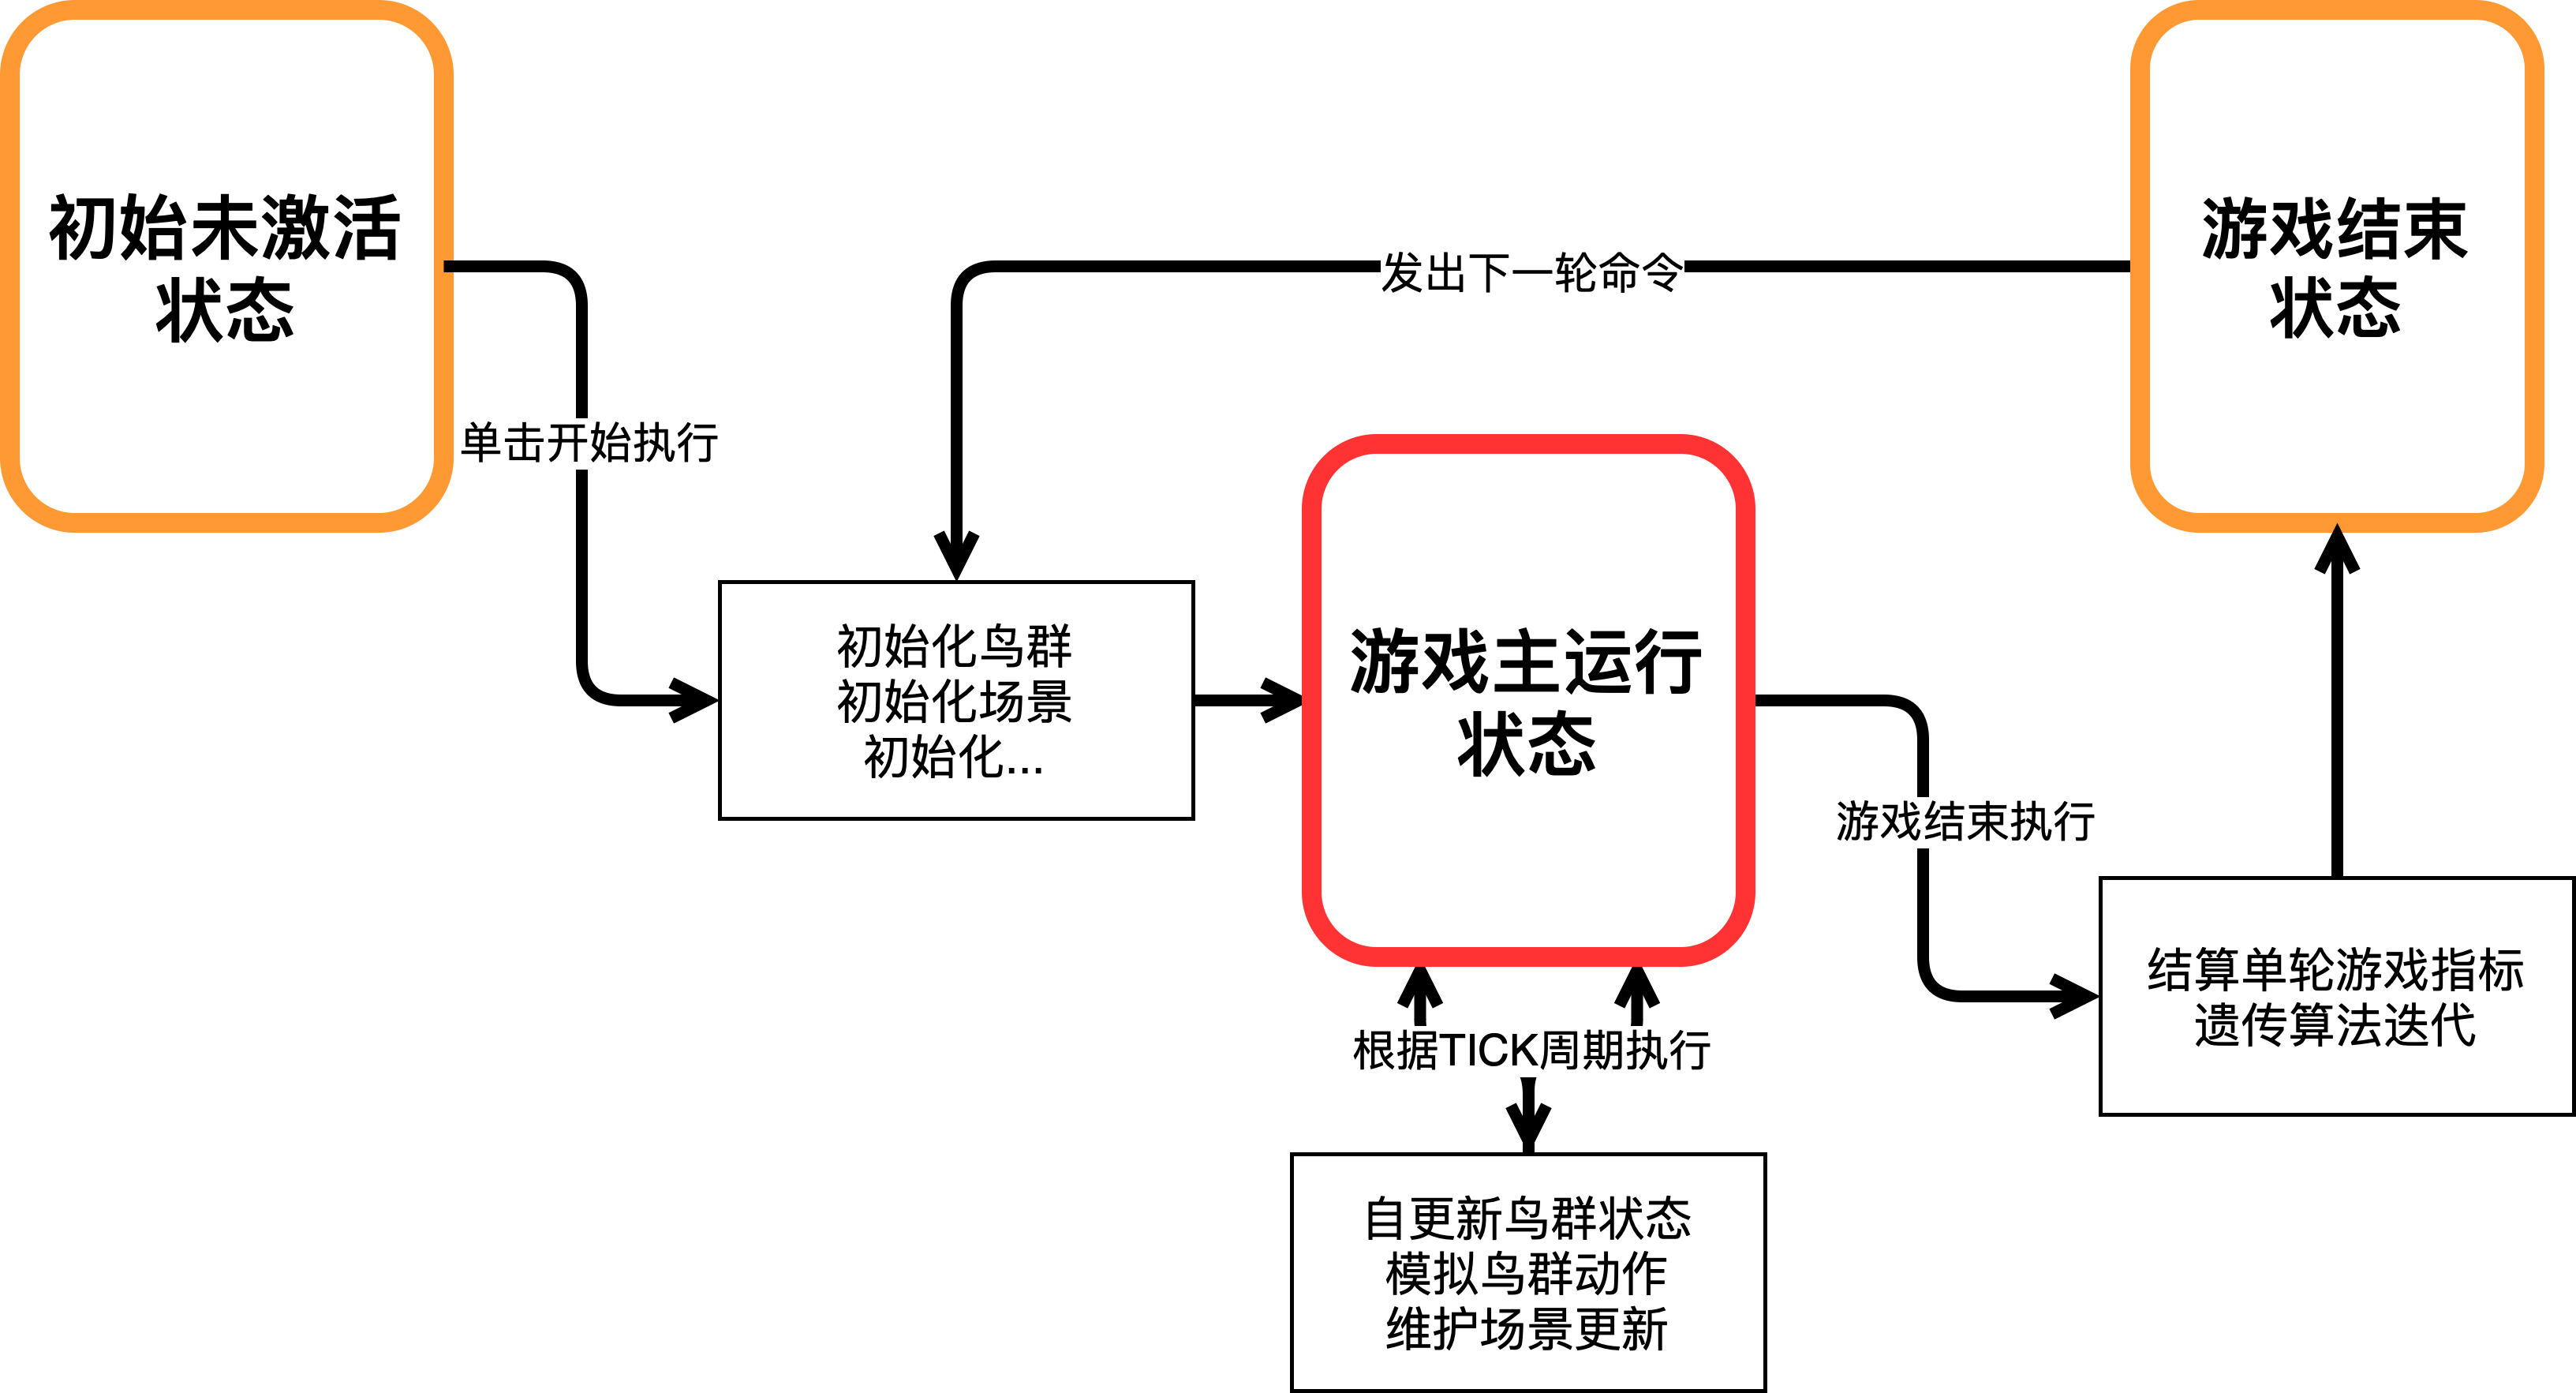 初始未激活
状态
游戏结束
状态
发出下一轮命令
单击开始执行
初始化鸟群
初始化场景
初始化...
游戏主运行
状态
游戏结束执行
结算单轮游戏指标
遗传算法迭代
根据TICK周期执行
自更新鸟群状态
模拟鸟群动作
维护场景更新